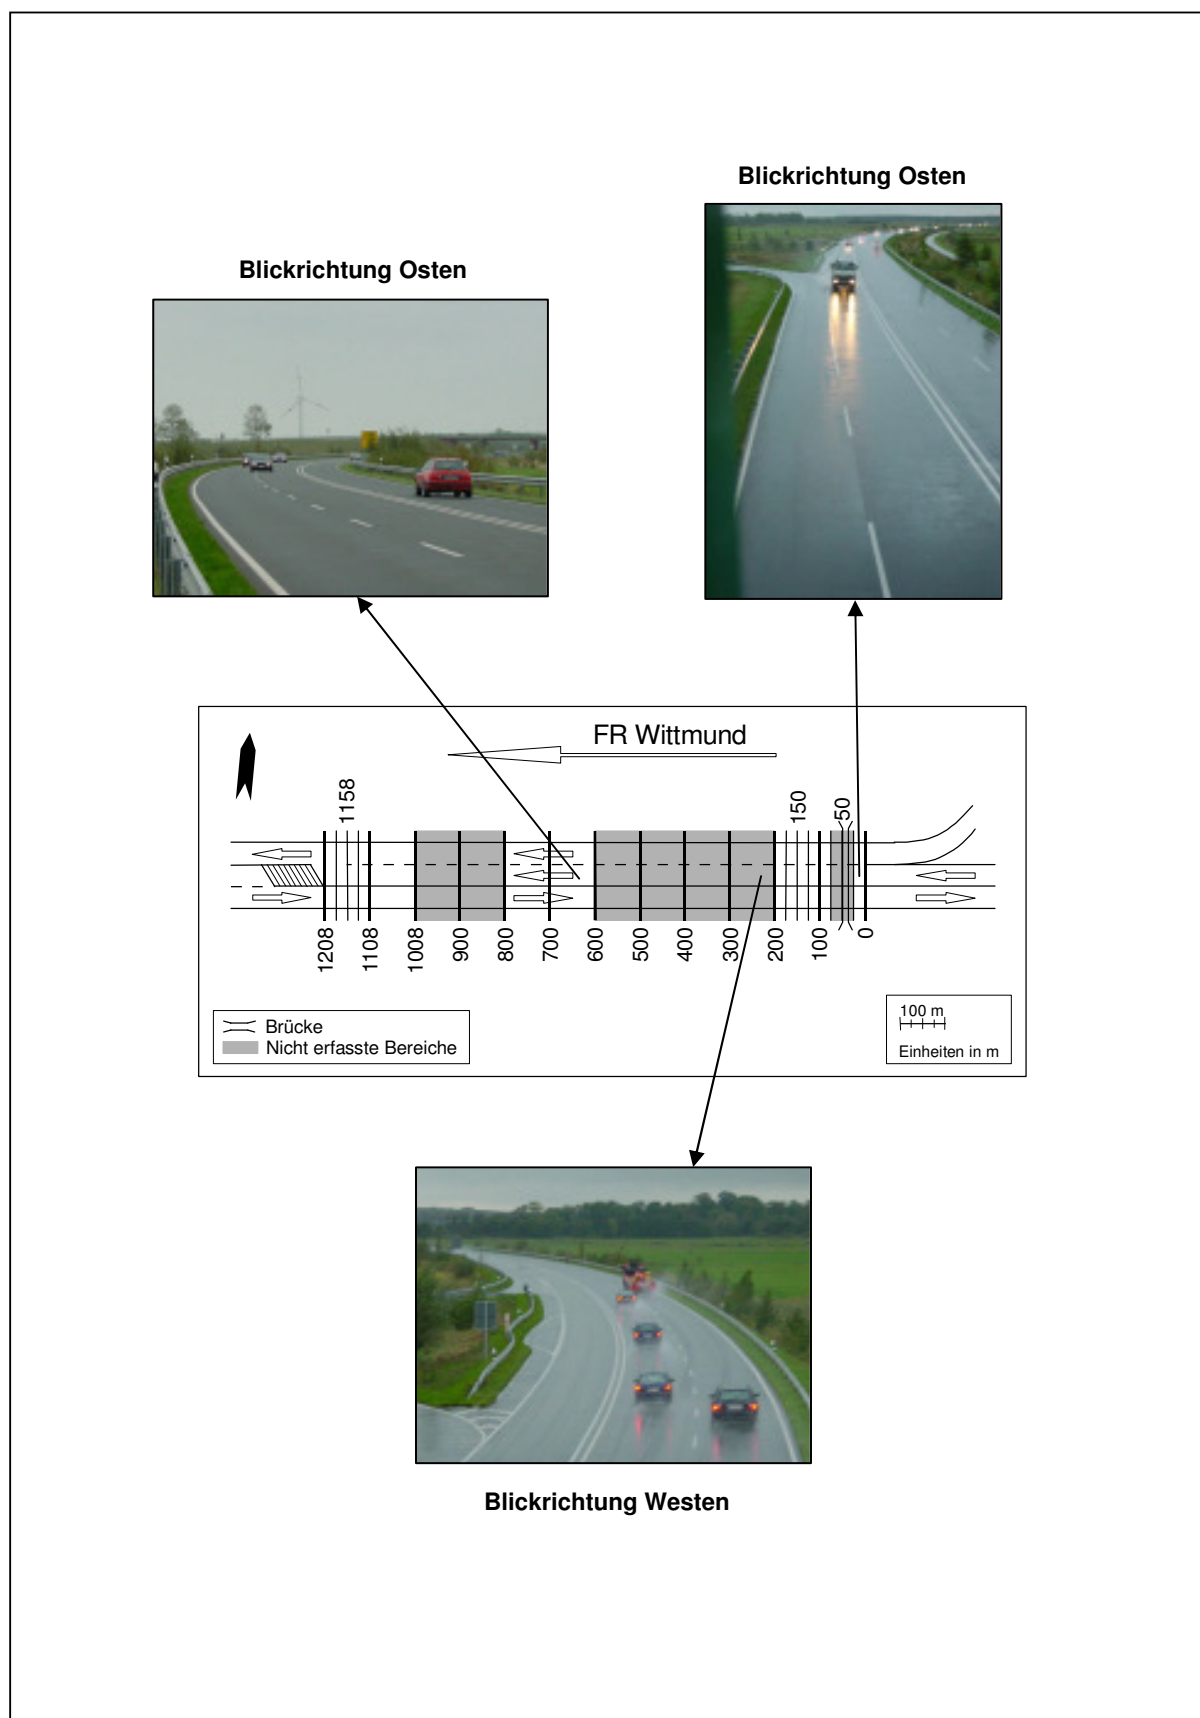 Blickrichtung Osten
Blickrichtung Osten
FR Wittmund
1158
150
50
1208
1108
1008
900
800
700
600
500
400
300
200
100
0
Brücke
Nicht erfasste Bereiche
100 m
Einheiten in m
Blickrichtung Westen